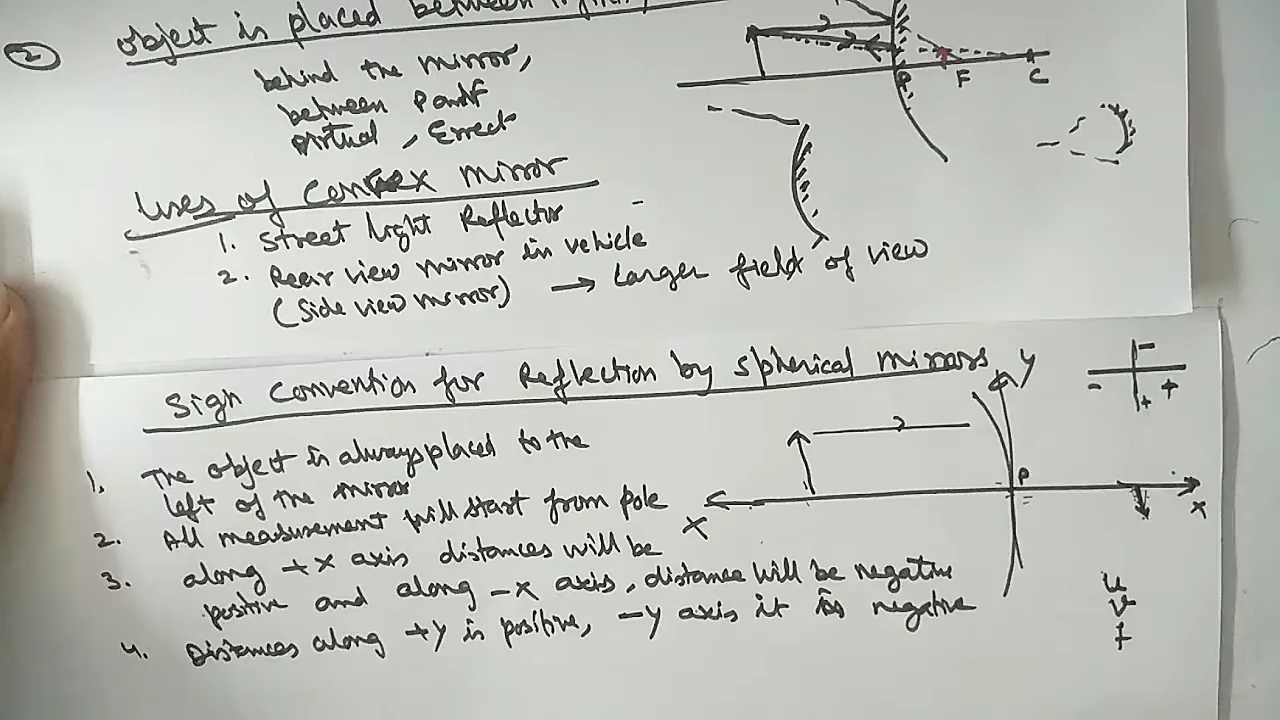 2 object is placed between
behind the mirror,
between P and F
virtual, Errect
P F C
Uses of Convex mirror
1. Street light Reflector
2. Rear view mirror in vehicle
(Side view mirror) → Larger field of view
Sign Convention for Reflection by spherical mirrors
1. The object is always placed to the
left of the mirror
2. All measurement will start from pole
3. along +X axis distances will be
positive and along -X axis, distance will be negative
4. Distances along +Y is positive, -Y axis it is negative
Y
-
- +
+
P
X X
u
v
f